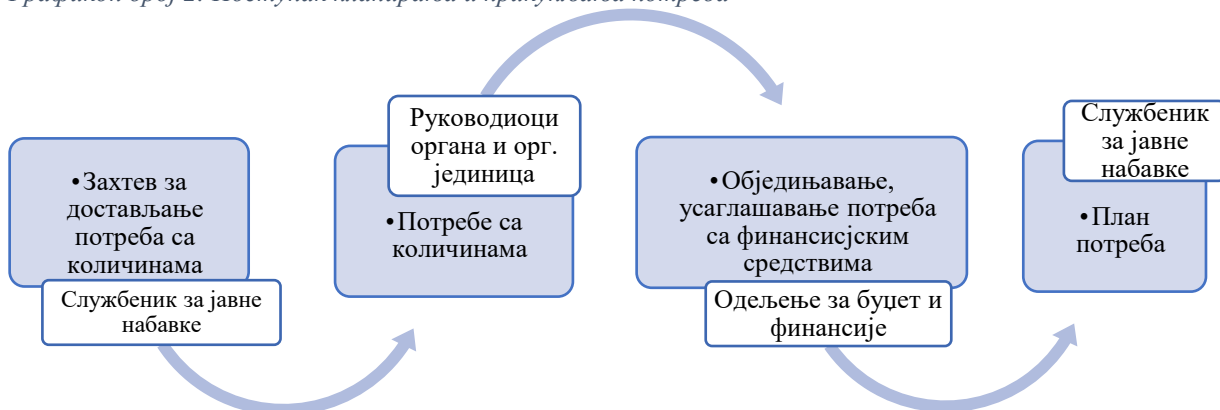 •Захтев за
достављање
потреба са
количинама
Службеник за јавне
набавке
Руководиоци
органа и орг.
јединица
•Потребе са
количинама
•Обједињавање,
усаглашавање потреба
са финансисјским
средствима
Одељење за буџет и
финансије
Службеник
за јавне
набавке
•План
потреба